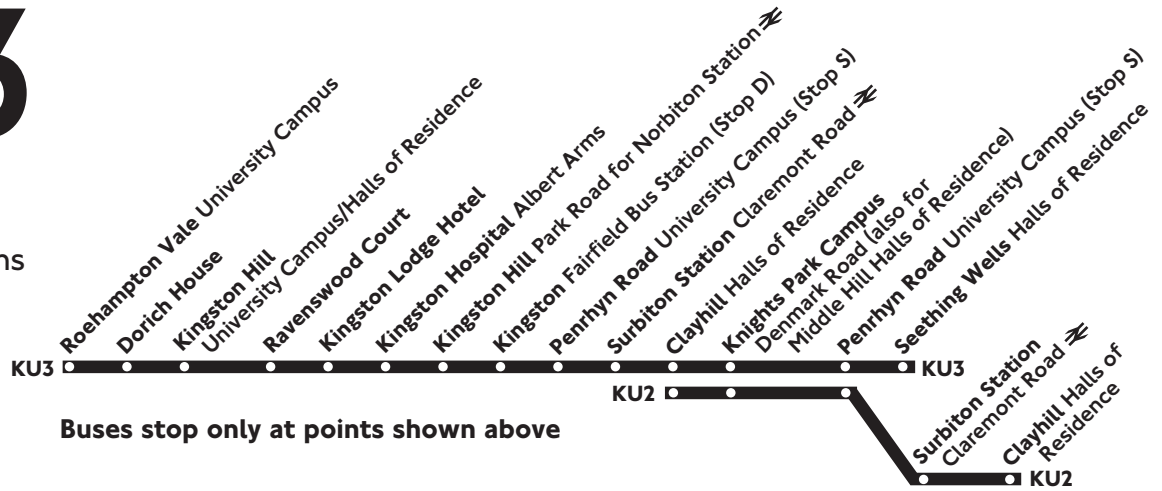 3
ns
Roehampton Vale University Campus
Dorich House
Kingston Hill
University Campus/Halls of Residence
Ravenswood Court
Kingston Lodge Hotel
Kingston Hospital Albert Arms
Kingston Hill Park Road for Norbiton Station
Kingston Fairfield Bus Station (Stop D)
Penrhyn Road University Campus (Stop S)
Surbiton Station Claremont Road
Clayhill Halls of Residence
Knights Park Campus
Denmark Road (also for
Middle Mill Halls of Residence)
Penrhyn Road University Campus (Stop S)
Seething Wells Halls of Residence
KU3
KU3
KU2
Surbiton Station
Claremont Road
Clayhill Halls of
Residence
KU2
Buses stop only at points shown above